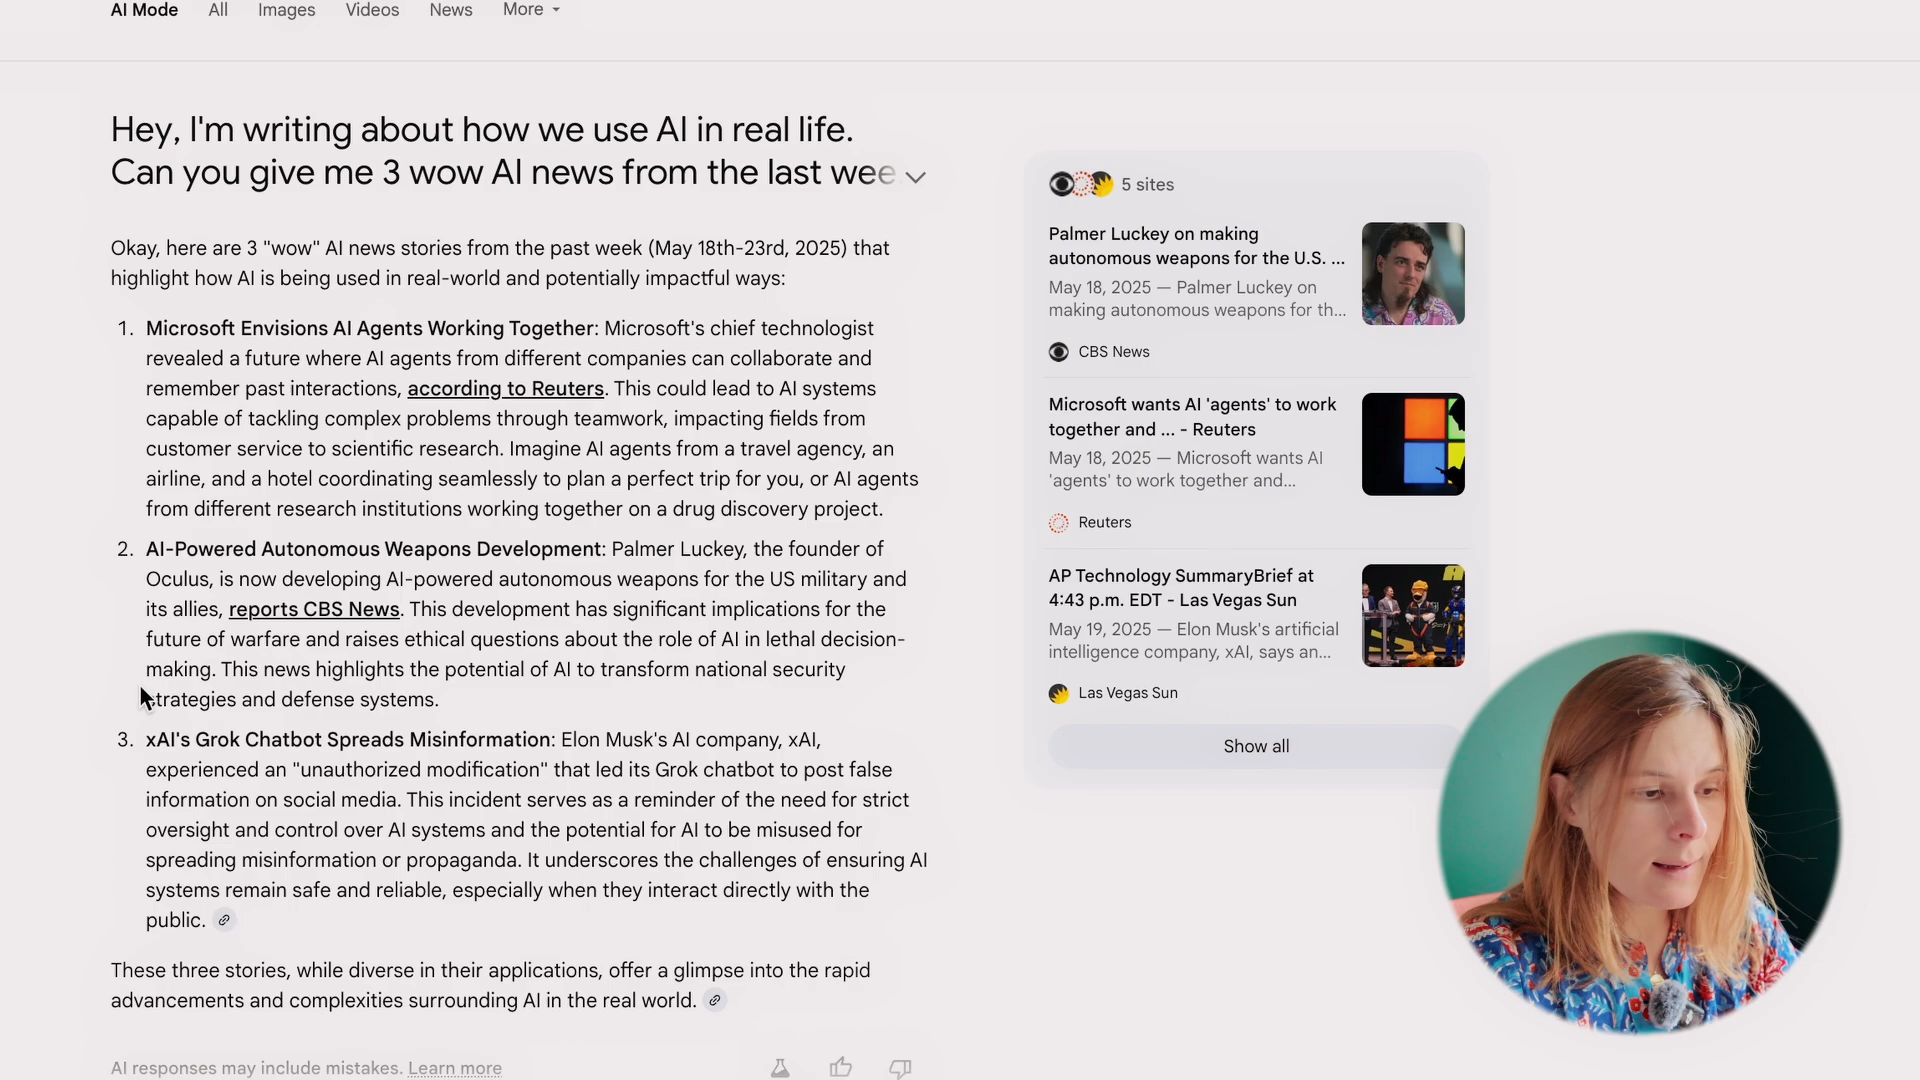 AI Mode All Images Videos News More
Hey, I'm writing about how we use AI in real life.
Can you give me 3 wow AI news from the last wee
Okay, here are 3 "wow" AI news stories from the past week (May 18th-23rd, 2025) that
highlight how AI is being used in real-world and potentially impactful ways:
1. Microsoft Envisions AI Agents Working Together: Microsoft's chief technologist
revealed a future where AI agents from different companies can collaborate and
remember past interactions, according to Reuters. This could lead to AI systems
capable of tackling complex problems through teamwork, impacting fields from
customer service to scientific research. Imagine AI agents from a travel agency, an
airline, and a hotel coordinating seamlessly to plan a perfect trip for you, or AI agents
from different research institutions working together on a drug discovery project.
2. AI-Powered Autonomous Weapons Development: Palmer Luckey, the founder of
Oculus, is now developing AI-powered autonomous weapons for the US military and
its allies, reports CBS News. This development has significant implications for the
future of warfare and raises ethical questions about the role of AI in lethal decision-
making. This news highlights the potential of AI to transform national security
strategies and defense systems.
3. xAI's Grok Chatbot Spreads Misinformation: Elon Musk's AI company, xAI,
experienced an "unauthorized modification" that led its Grok chatbot to post false
information on social media. This incident serves as a reminder of the need for strict
oversight and control over AI systems and the potential for AI to be misused for
spreading misinformation or propaganda. It underscores the challenges of ensuring AI
systems remain safe and reliable, especially when they interact directly with the
public.
These three stories, while diverse in their applications, offer a glimpse into the rapid
advancements and complexities surrounding AI in the real world.
AI responses may include mistakes. Learn more
5 sites
Palmer Luckey on making
autonomous weapons for the U.S. ...
May 18, 2025 — Palmer Luckey on
making autonomous weapons for th...
CBS News
Microsoft wants AI 'agents' to work
together and ... - Reuters
May 18, 2025 — Microsoft wants AI
'agents' to work together and...
Reuters
AP Technology SummaryBrief at
4:43 p.m. EDT - Las Vegas Sun
May 19, 2025 — Elon Musk's artificial
intelligence company, xAI, says an...
Las Vegas Sun
Show all